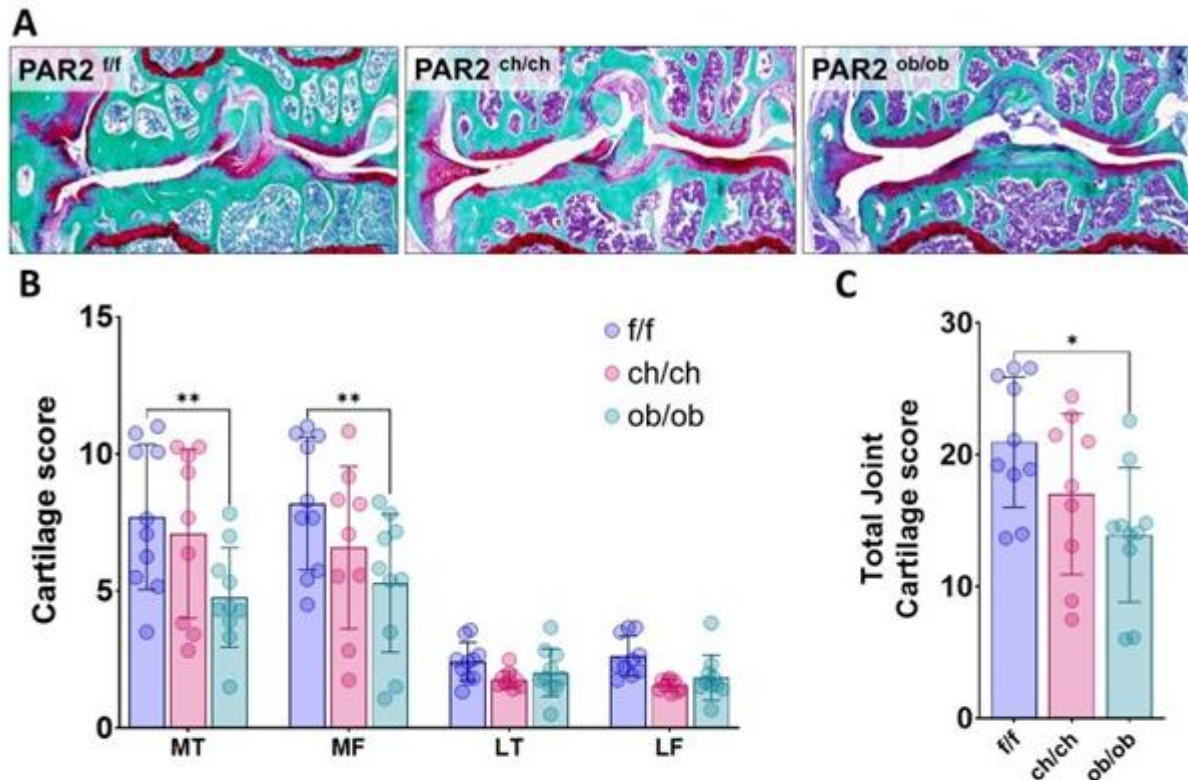 A
PAR2 f/f
PAR2 ch/ch
PAR2 ob/ob
B
Cartilage score
15
10
5
0
**
**
f/f
ch/ch
ob/ob
MT
MF
LT
LF
C
Total Joint
Cartilage score
30
20
10
0
*
f/f
ch/ch
ob/ob